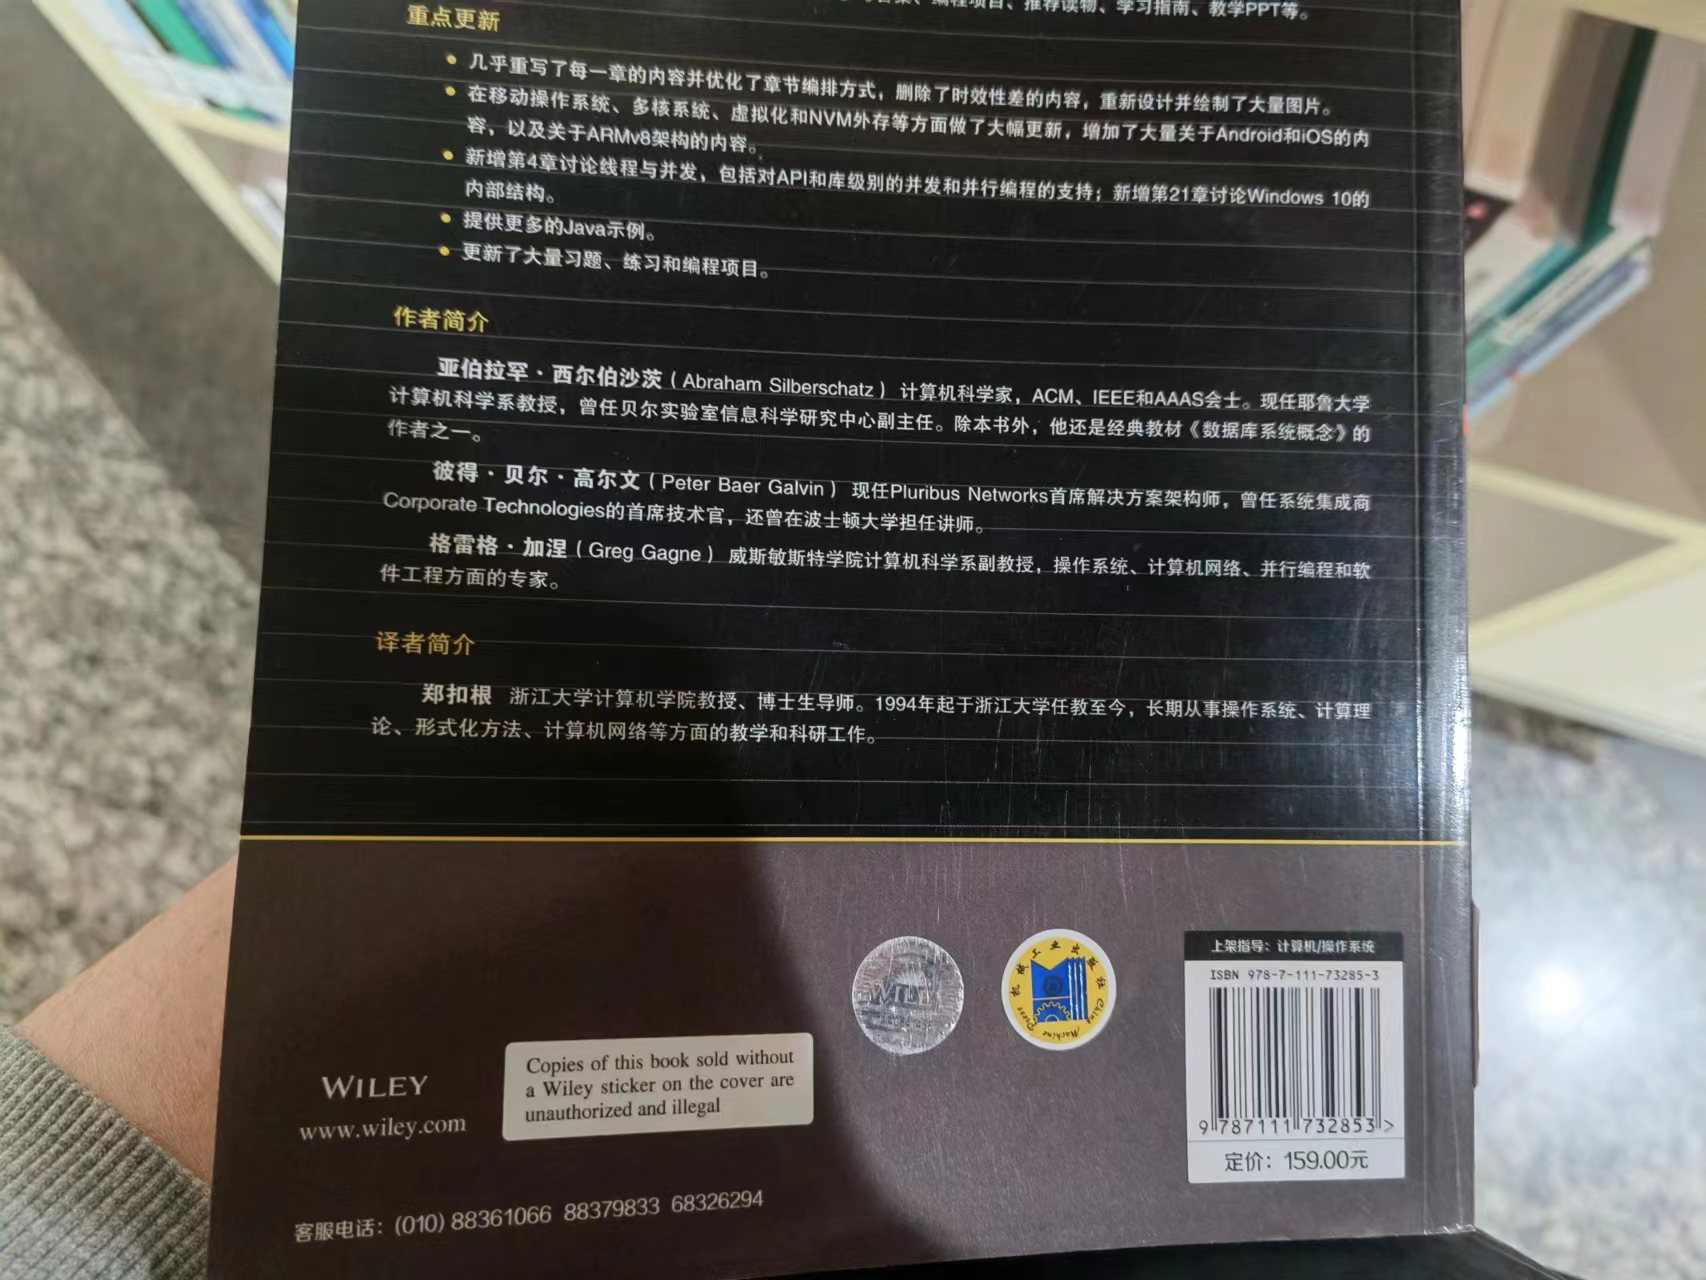 编程项目、推荐读物、学习指南、教学PPT等。
重点更新
● 几乎重写了每一章的内容并优化了章节编排方式，删除了时效性差的内容，重新设计并绘制了大量图片。
● 在移动操作系统、多核系统、虚拟化和NVM外存等方面做了大幅更新，增加了大量关于Android和iOS的内
容，以及关于ARMv8架构的内容。
● 新增第4章讨论线程与并发，包括对API和库级别的并发和并行编程的支持；新增第21章讨论Windows 10的
内部结构。
● 提供更多的Java示例。
● 更新了大量习题、练习和编程项目。
作者简介
亚伯拉罕·西尔伯沙茨（Abraham Silberschatz） 计算机科学家，ACM、IEEE和AAAS会士。现任耶鲁大学
计算机科学系教授，曾任贝尔实验室信息科学研究中心副主任。除本书外，他还是经典教材《数据库系统概念》的
作者之一。
彼得·贝尔·高尔文（Peter Baer Galvin） 现任Pluribus Networks首席解决方案架构师，曾任系统集成商
Corporate Technologies的首席技术官，还曾在波士顿大学担任讲师。
格雷格·加涅（Greg Gagne） 威斯敏斯特学院计算机科学系副教授，操作系统、计算机网络、并行编程和软
件工程方面的专家。
译者简介
郑扣根 浙江大学计算机学院教授、博士生导师。1994年起于浙江大学任教至今，长期从事操作系统、计算理
论、形式化方法、计算机网络等方面的教学和科研工作。
上架指导：计算机/操作系统
ISBN 978-7-111-73285-3
9 787111 732853 >
定价：159.00元
机械工业出版社
China Machine Press
WILEY
WILEY
www.wiley.com
Copies of this book sold without
a Wiley sticker on the cover are
unauthorized and illegal
客服电话：(010) 88361066 88379833 68326294